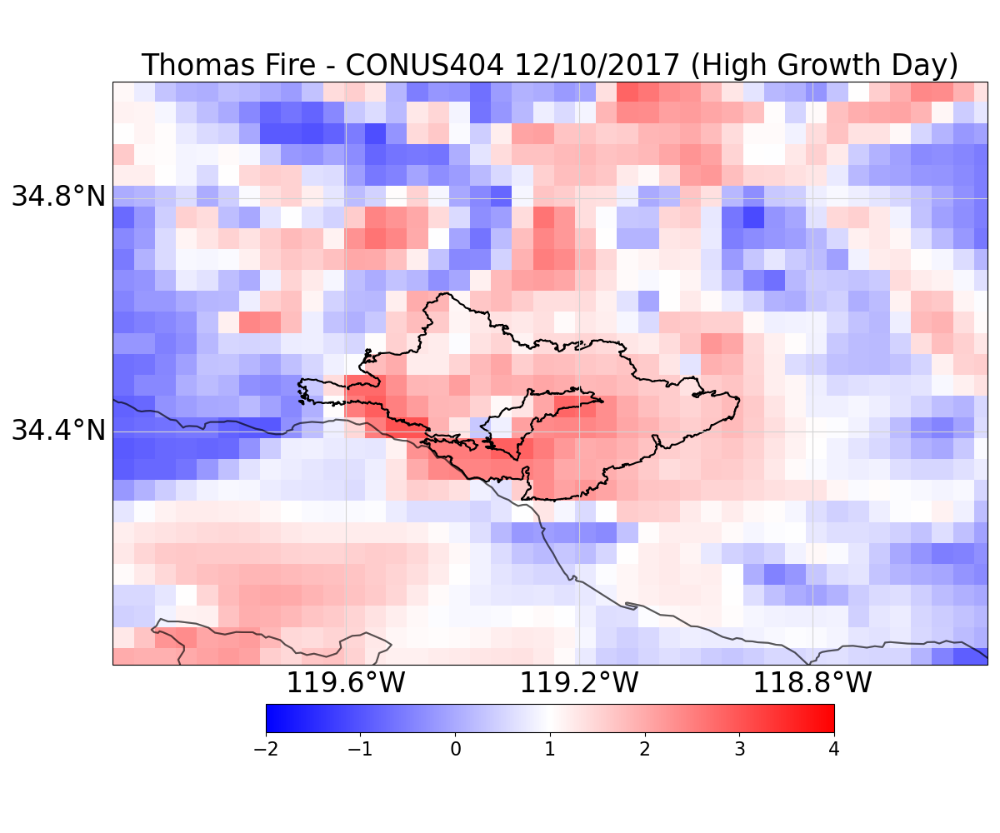 Thomas Fire - CONUS404 12/10/2017 (High Growth Day)
34.8°N
34.4°N
119.6°W 119.2°W 118.8°W
−2 −1 0 1 2 3 4